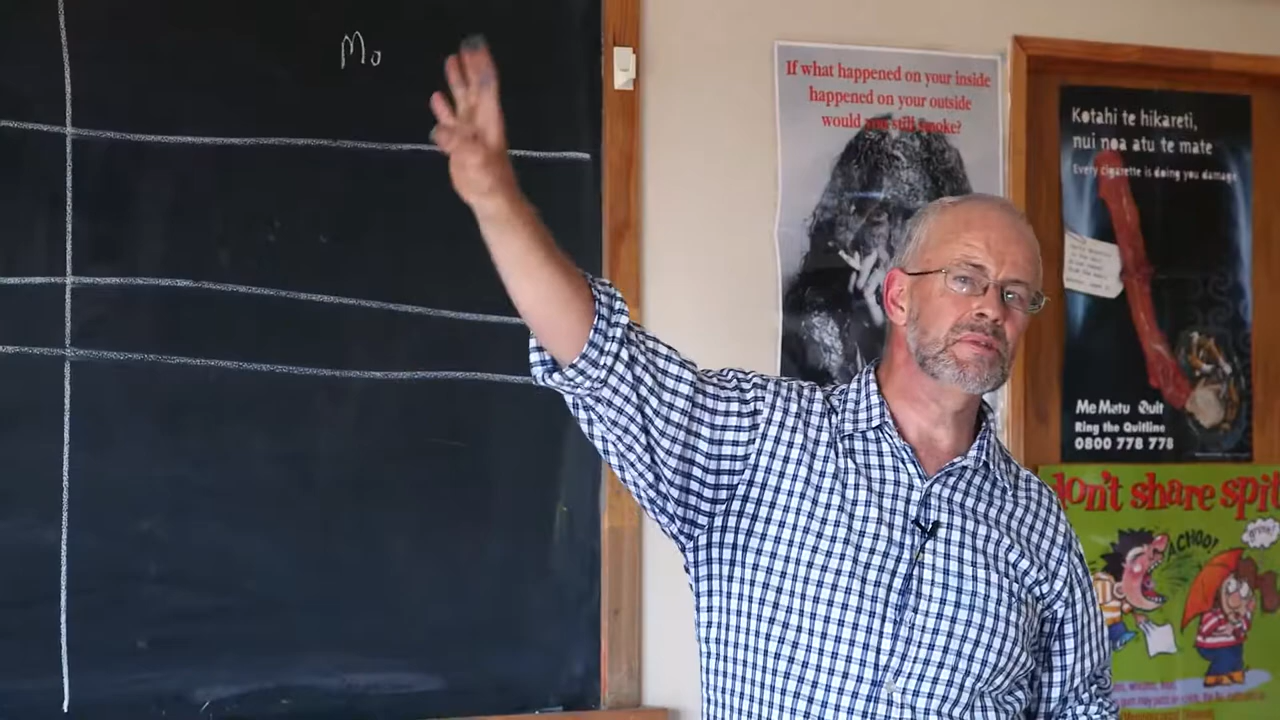 Mo
If what happened on your inside
happened on your outside
would you still smoke?
Kotahi te hikareti,
nui noa atu te mate
Every cigarette is doing you damage
Me Mutu Quit
Ring the Quitline
0800 778 778
don't share spit
ACHOO!